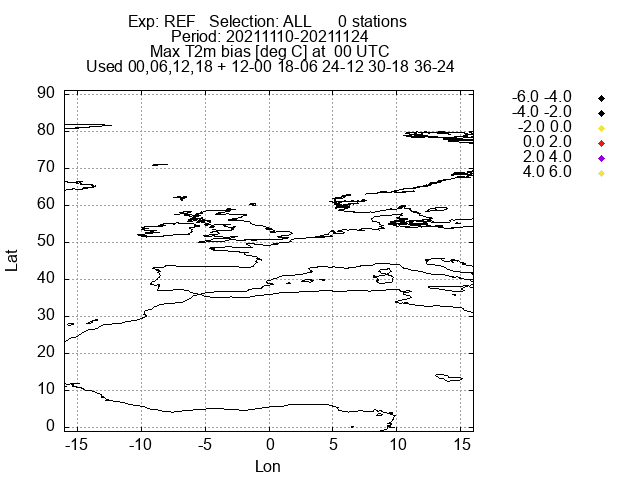 Exp: REF   Selection: ALL      0 stations
Period: 20211110-20211124
Max T2m bias [deg C] at  00 UTC
Used 00,06,12,18 + 12-00 18-06 24-12 30-18 36-24
-6.0 -4.0
-4.0 -2.0
-2.0 0.0
0.0 2.0
2.0 4.0
4.0 6.0
90
80
70
60
50
40
30
20
10
0
Lat
-15 -10 -5 0 5 10 15
Lon